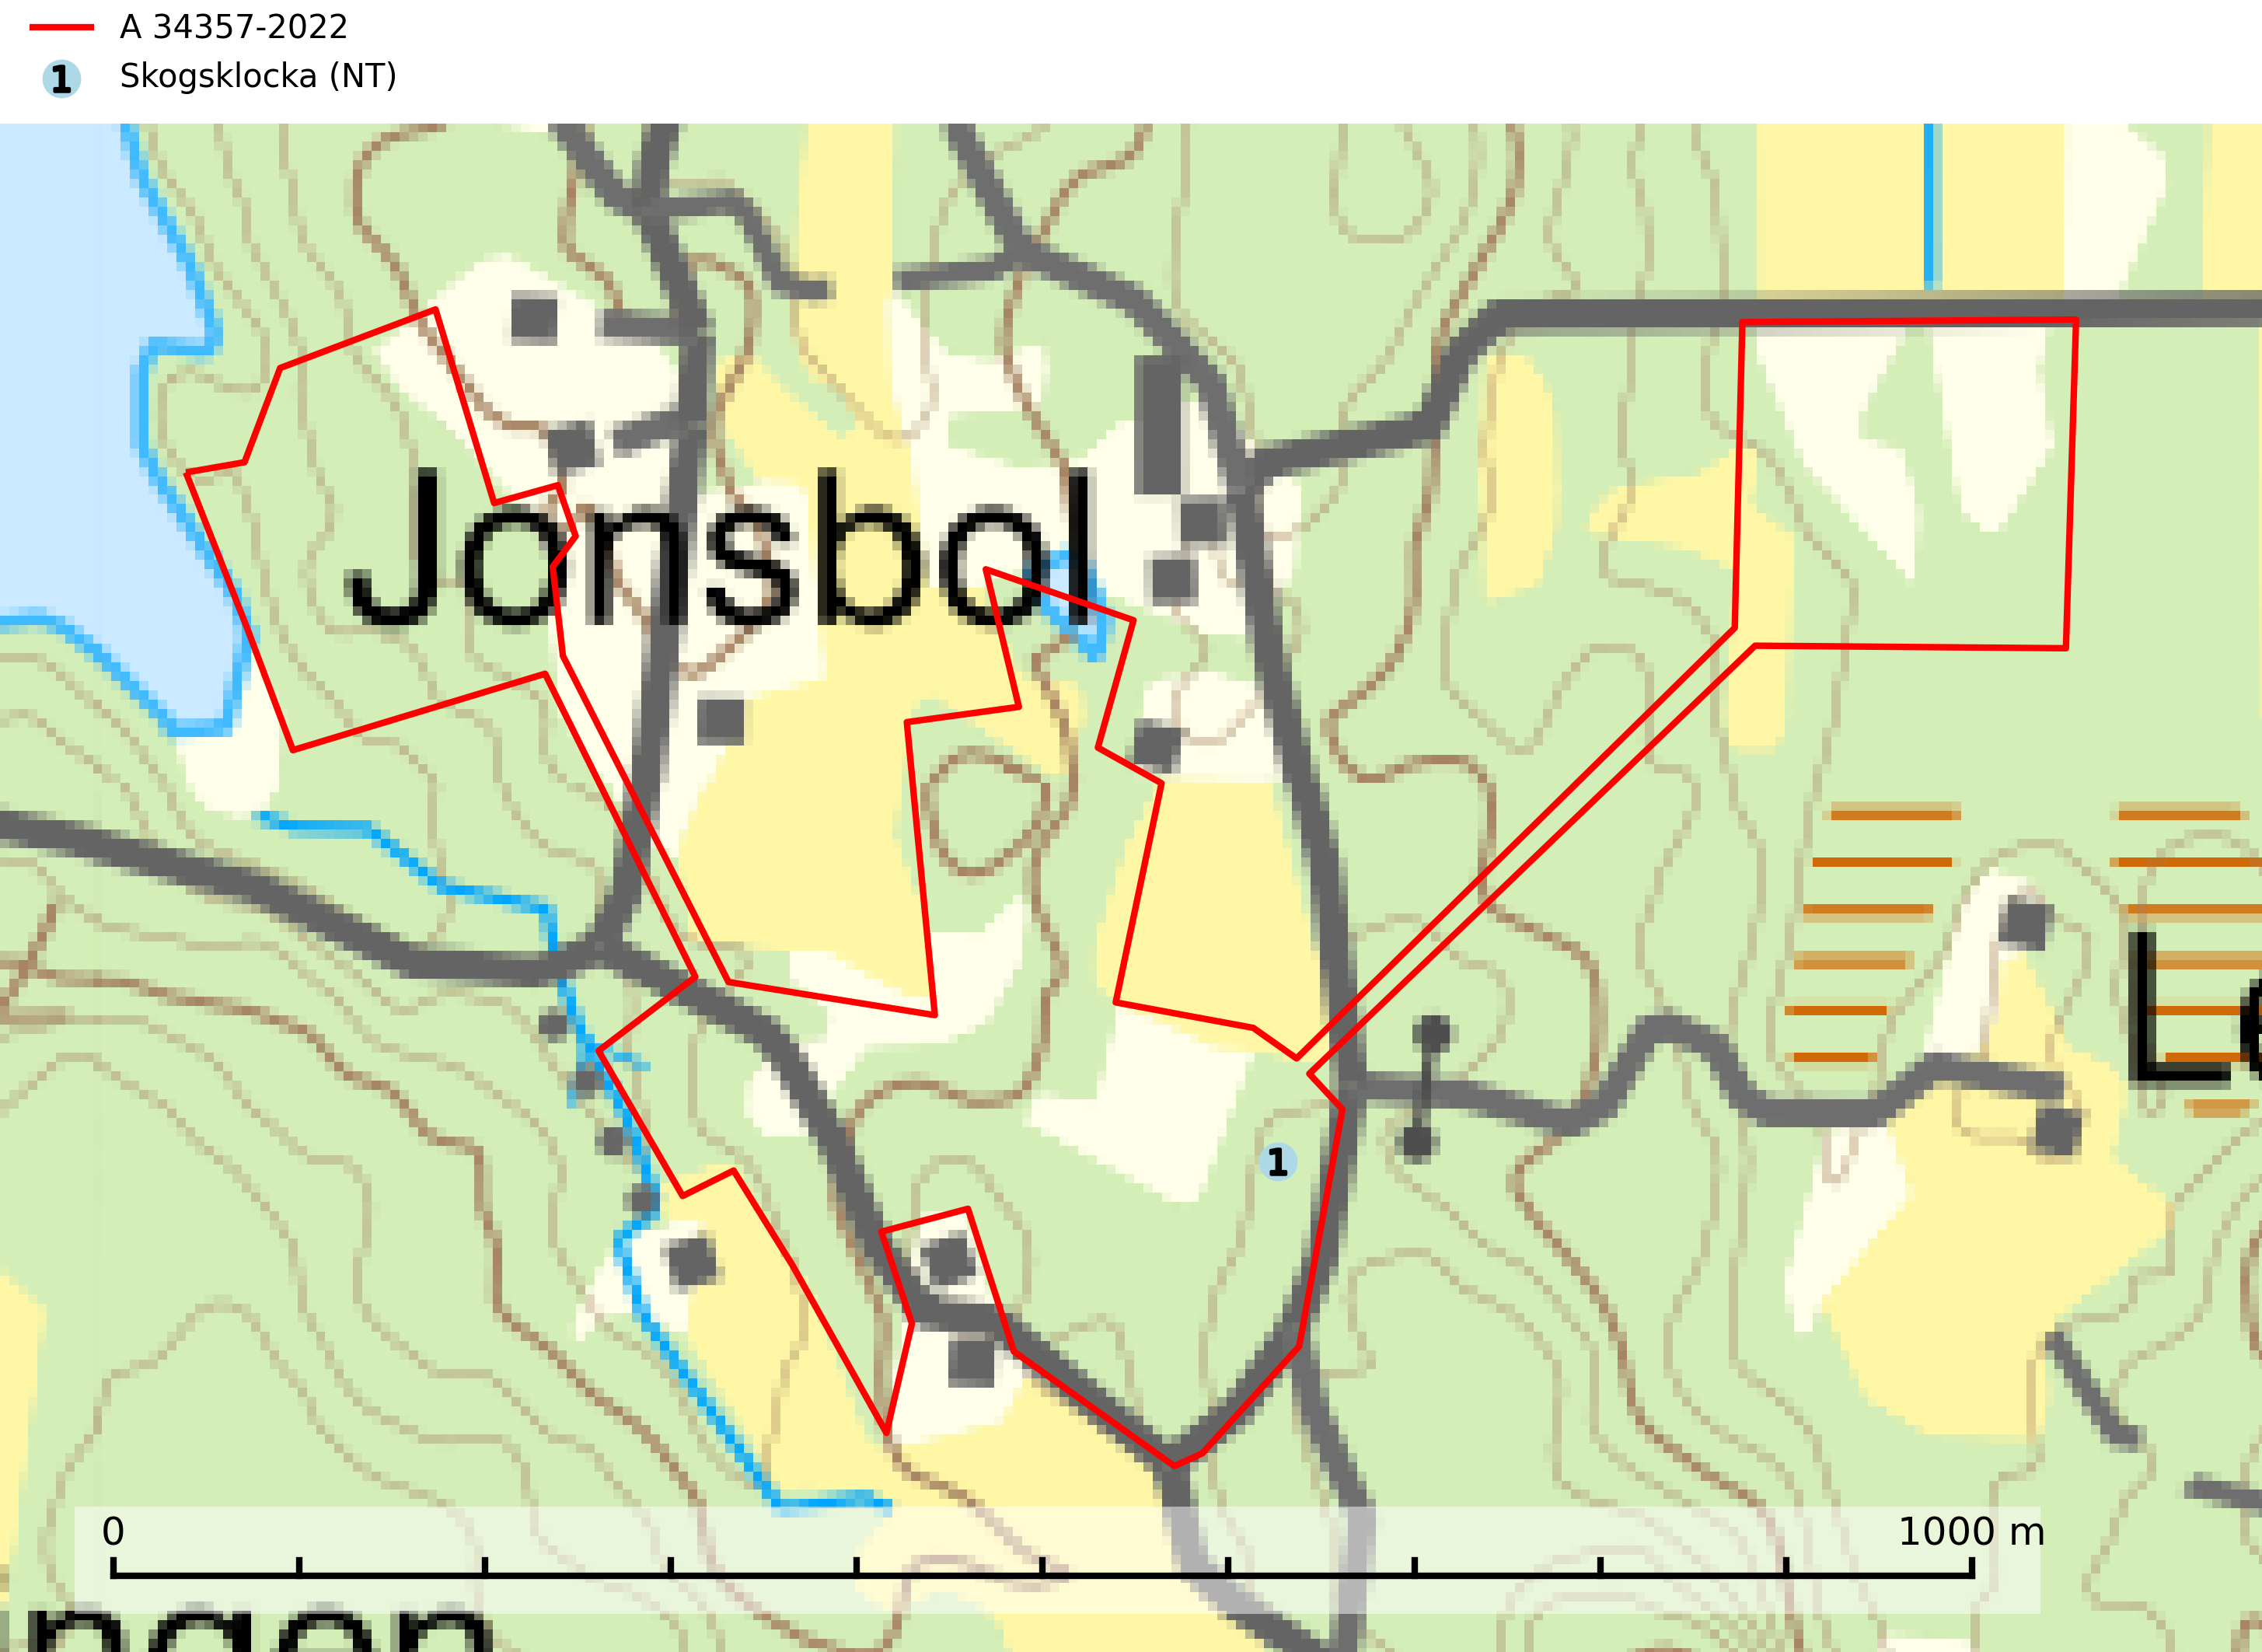 A 34357-2022
1 Skogsklocka (NT)
Jonsbol
1
0
1000 m